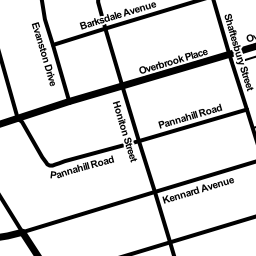 Barksdale Avenue
Shaftesbury Street
Evanston Drive
Overbrook Place
Honiton Street
Pannahill Road
Pannahill Road
Kennard Avenue